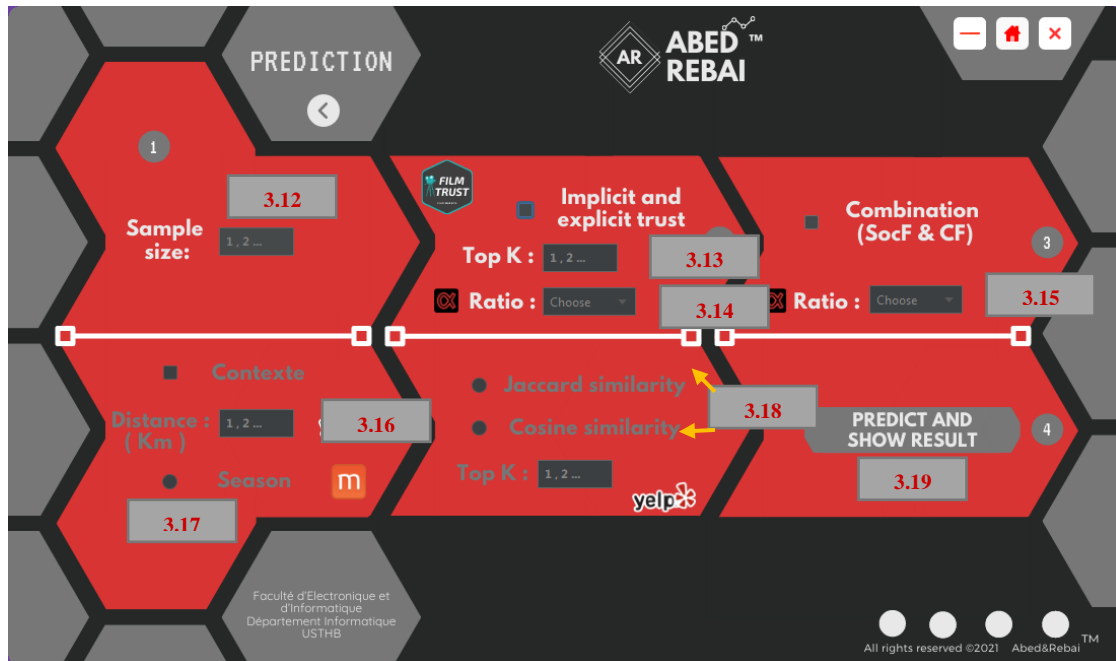 PREDICTION
AR
ABED ™
REBAI
1
3.12
Sample
size:
1,2...
FILM
TRUST
Implicit and
explicit trust
Top K :
1,2...
3.13
Ratio :
Choose
3.14
Combination
(SocF & CF)
3
Ratio :
Choose
3.15
Contexte
Distance :
( Km )
1,2...
3.16
Season
m
3.17
Jaccard similarity
Cosine similarity
3.18
Top K :
1,2...
yelp
PREDICT AND
SHOW RESULT
4
3.19
Faculté d'Electronique et
d'Informatique
Département Informatique
USTHB
All rights reserved ©2021 Abed&Rebai TM